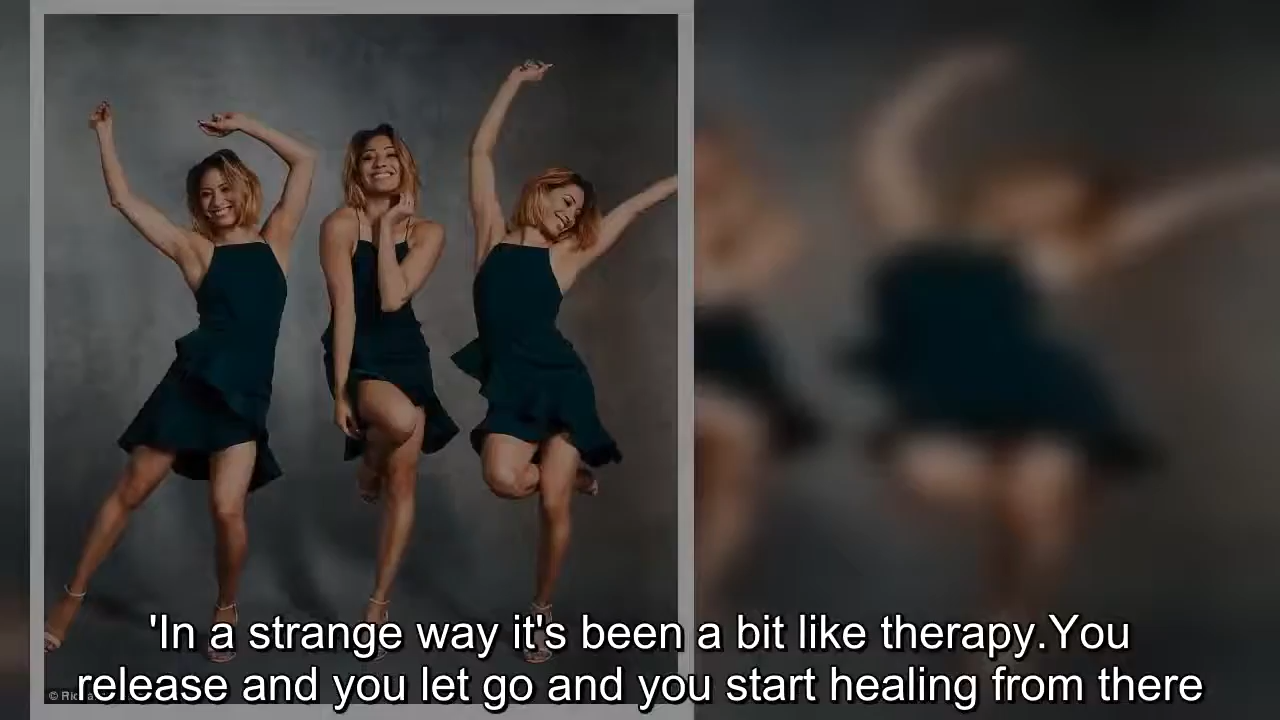 'In a strange way it's been a bit like therapy.You
release and you let go and you start healing from there